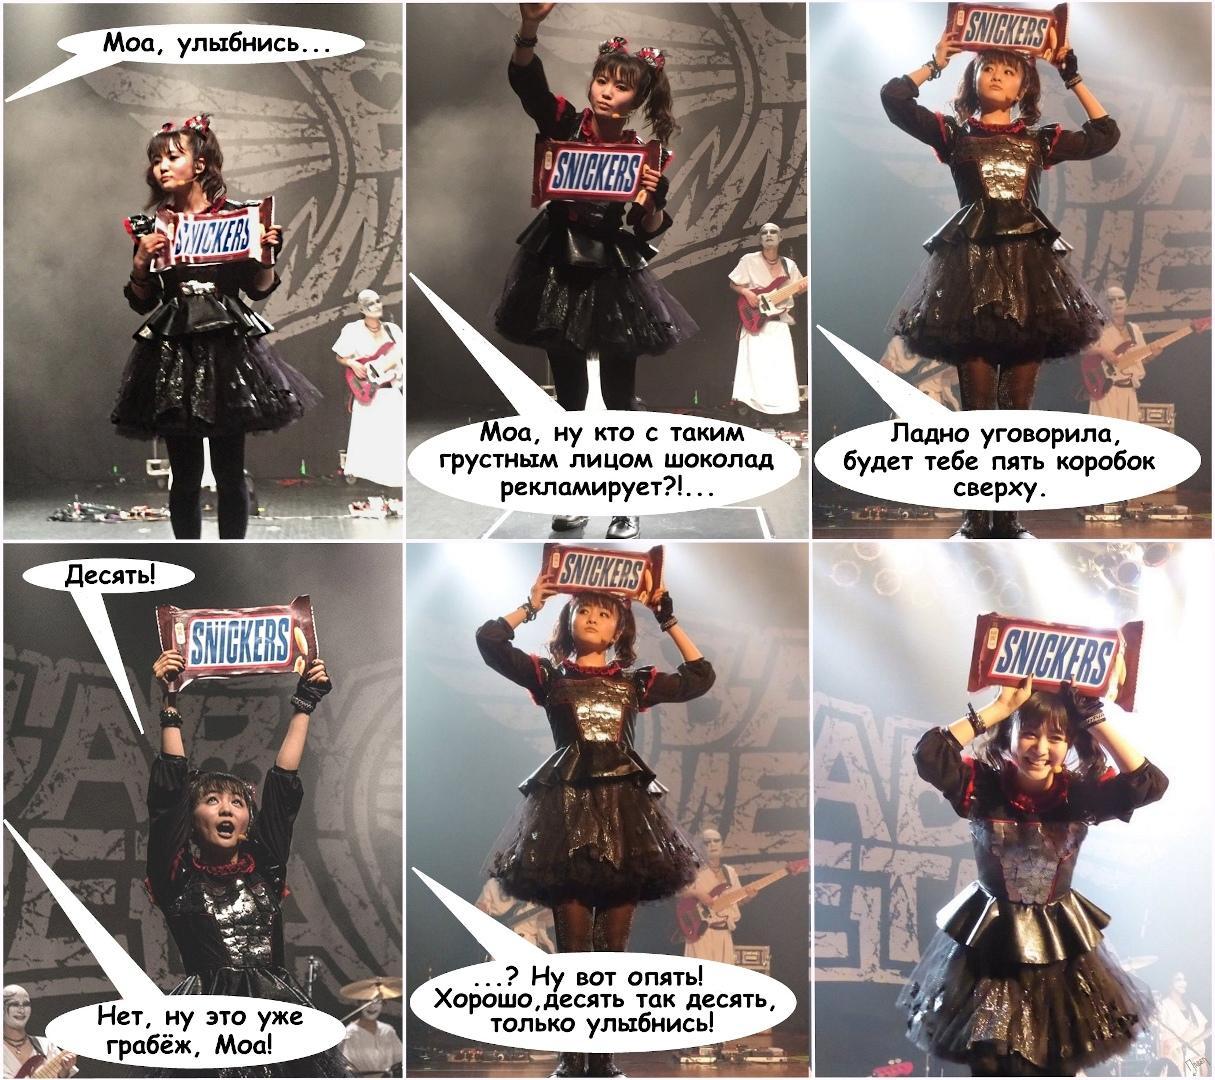 Моа, улыбнись...
SNICKERS
SNICKERS
Моа, ну кто с таким
грустным лицом шоколад
рекламирует?!...
SNICKERS
Ладно уговорила,
будет тебе пять коробок
сверху.
Десять!
SNICKERS
Нет, ну это уже
грабёж, Моа!
SNICKERS
...? Ну вот опять!
Хорошо,десять так десять,
только улыбнись!
SNICKERS